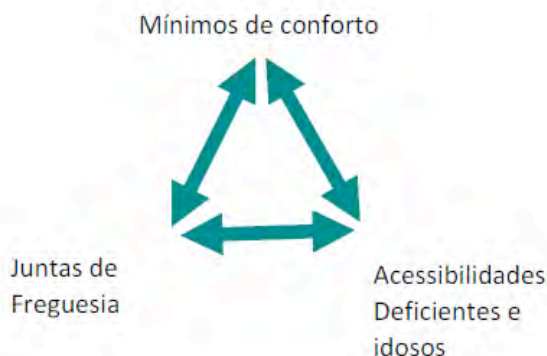 Mínimos de conforto
Juntas de
Freguesia
Acessibilidades
Deficientes e
idosos